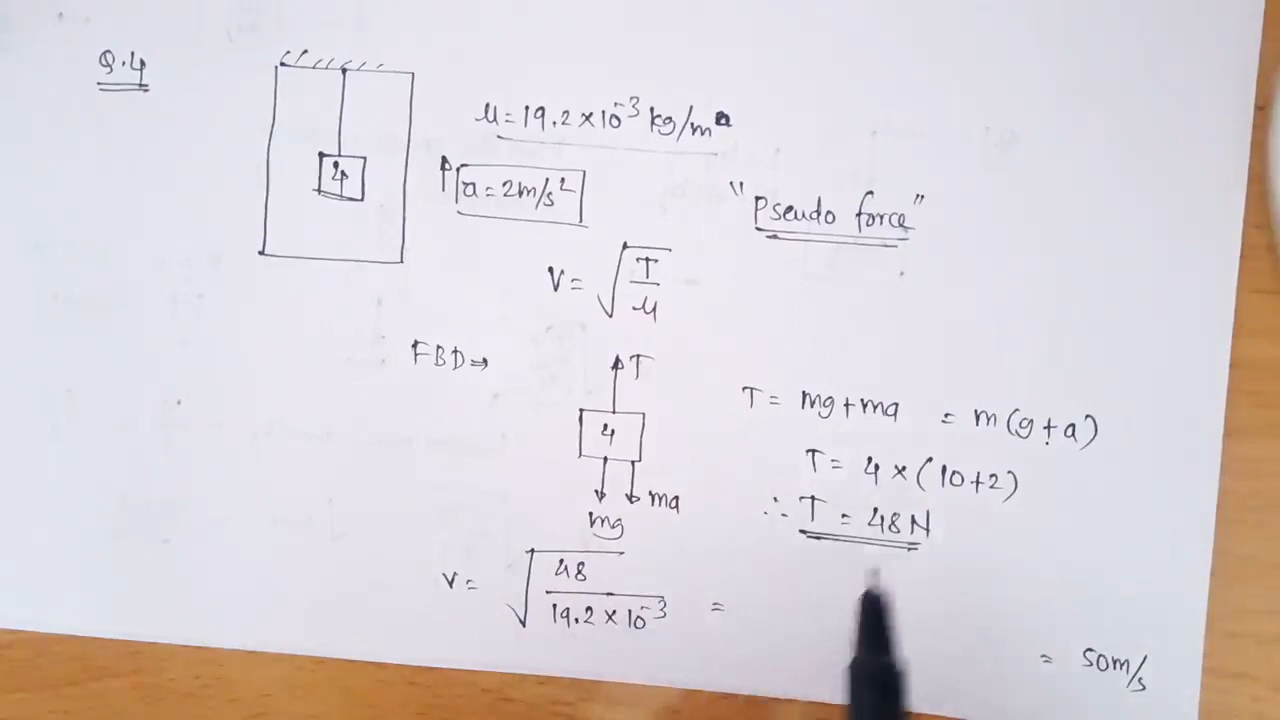 Q.4
4
μ = 19.2 × 10⁻³ kg/m
a = 2m/s²
"Pseudo force"
V = √(T/μ)
FBD ⇒
T
4
mg
ma
T = mg + ma = m(g + a)
T = 4 × (10 + 2)
∴ T = 48N
V = √(48/(19.2 × 10⁻³)) =
= 50m/s